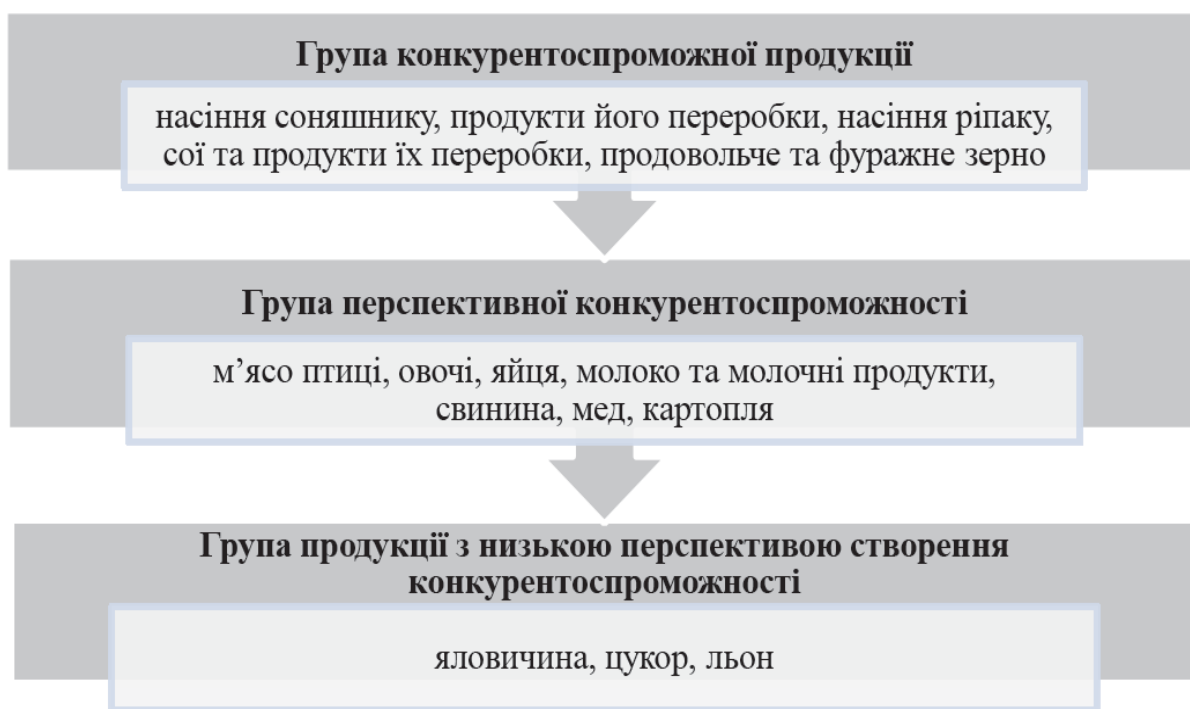 Група конкурентоспроможної продукції
насіння соняшнику, продукти його переробки, насіння ріпаку,
сої та продукти їх переробки, продовольче та фуражне зерно
Група перспективної конкурентоспроможності
м’ясо птиці, овочі, яйця, молоко та молочні продукти,
свинина, мед, картопля
Група продукції з низькою перспективою створення
конкурентоспроможності
яловичина, цукор, льон